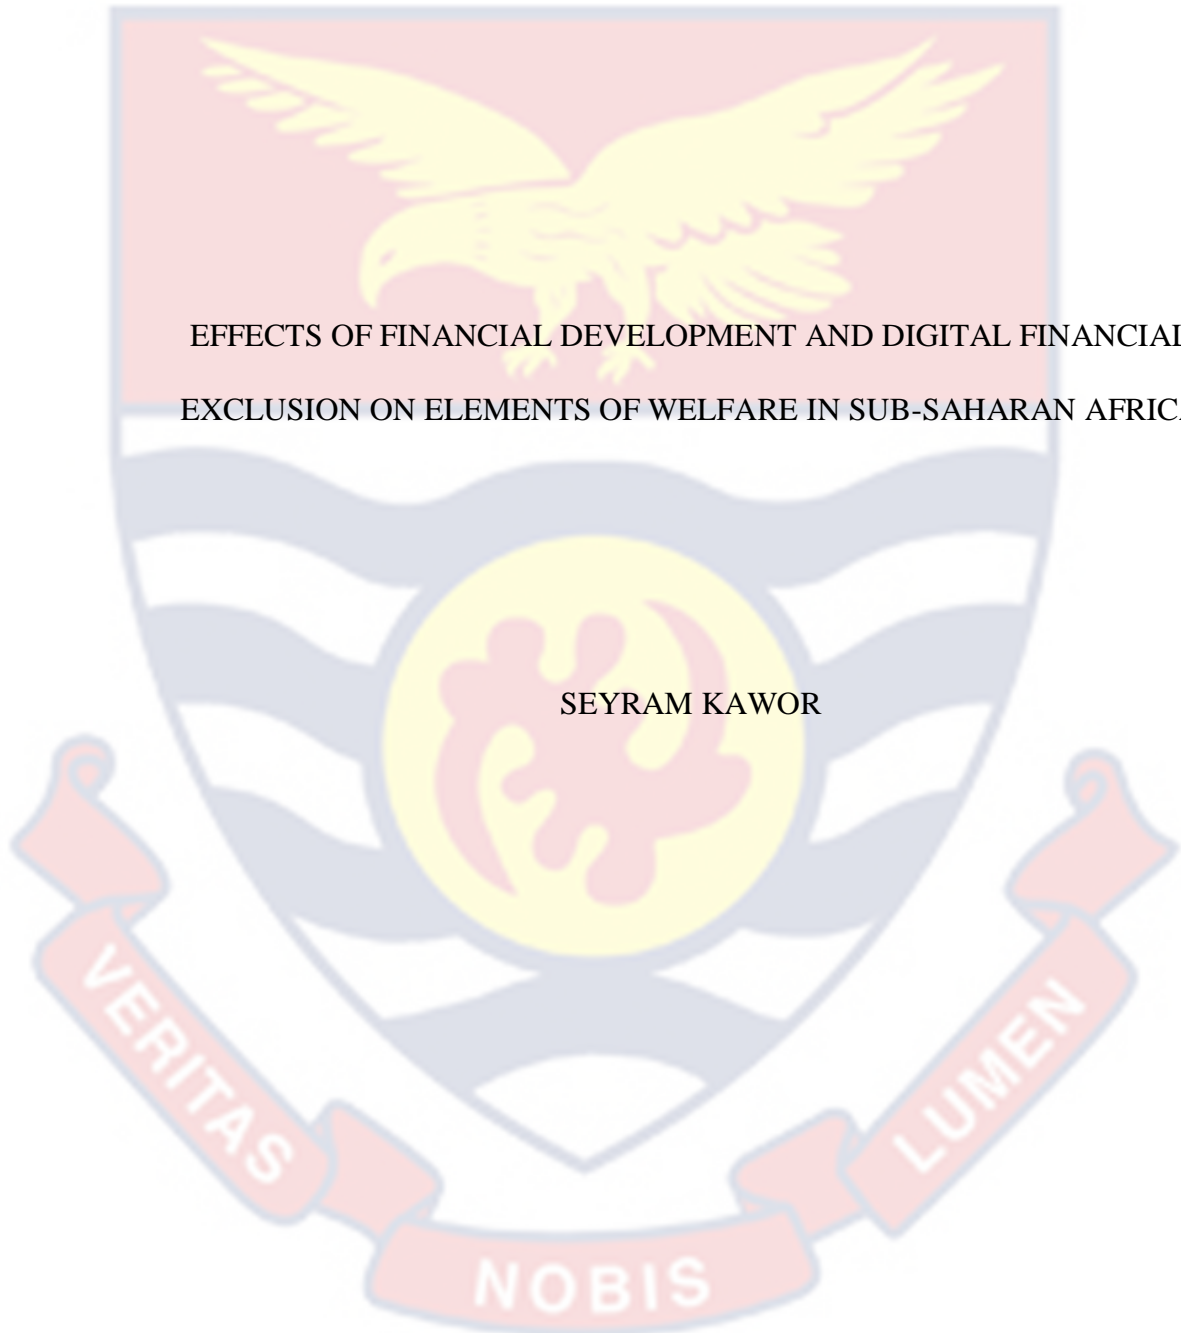 EFFECTS OF FINANCIAL DEVELOPMENT AND DIGITAL FINANCIAL
EXCLUSION ON ELEMENTS OF WELFARE IN SUB-SAHARAN AFRICA
SEYRAM KAWOR
VERITAS
NOBIS
LUMEN